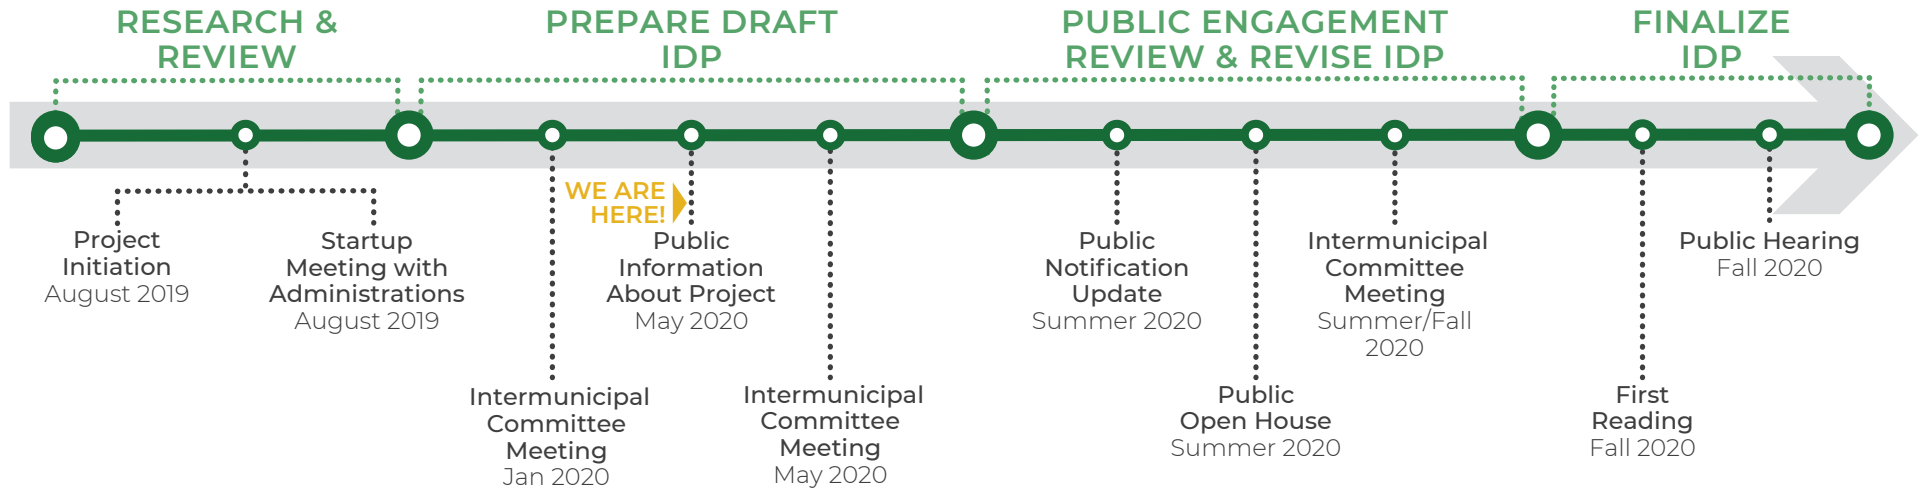 RESEARCH &
REVIEW
PREPARE DRAFT
IDP
PUBLIC ENGAGEMENT
REVIEW & REVISE IDP
FINALIZE
IDP
WE ARE
HERE!
Project
Initiation
August 2019
Startup
Meeting with
Administrations
August 2019
Intermunicipal
Committee
Meeting
Jan 2020
Public
Information
About Project
May 2020
Intermunicipal
Committee
Meeting
May 2020
Public
Notification
Update
Summer 2020
Public
Open House
Summer 2020
Intermunicipal
Committee
Meeting
Summer/Fall
2020
First
Reading
Fall 2020
Public Hearing
Fall 2020